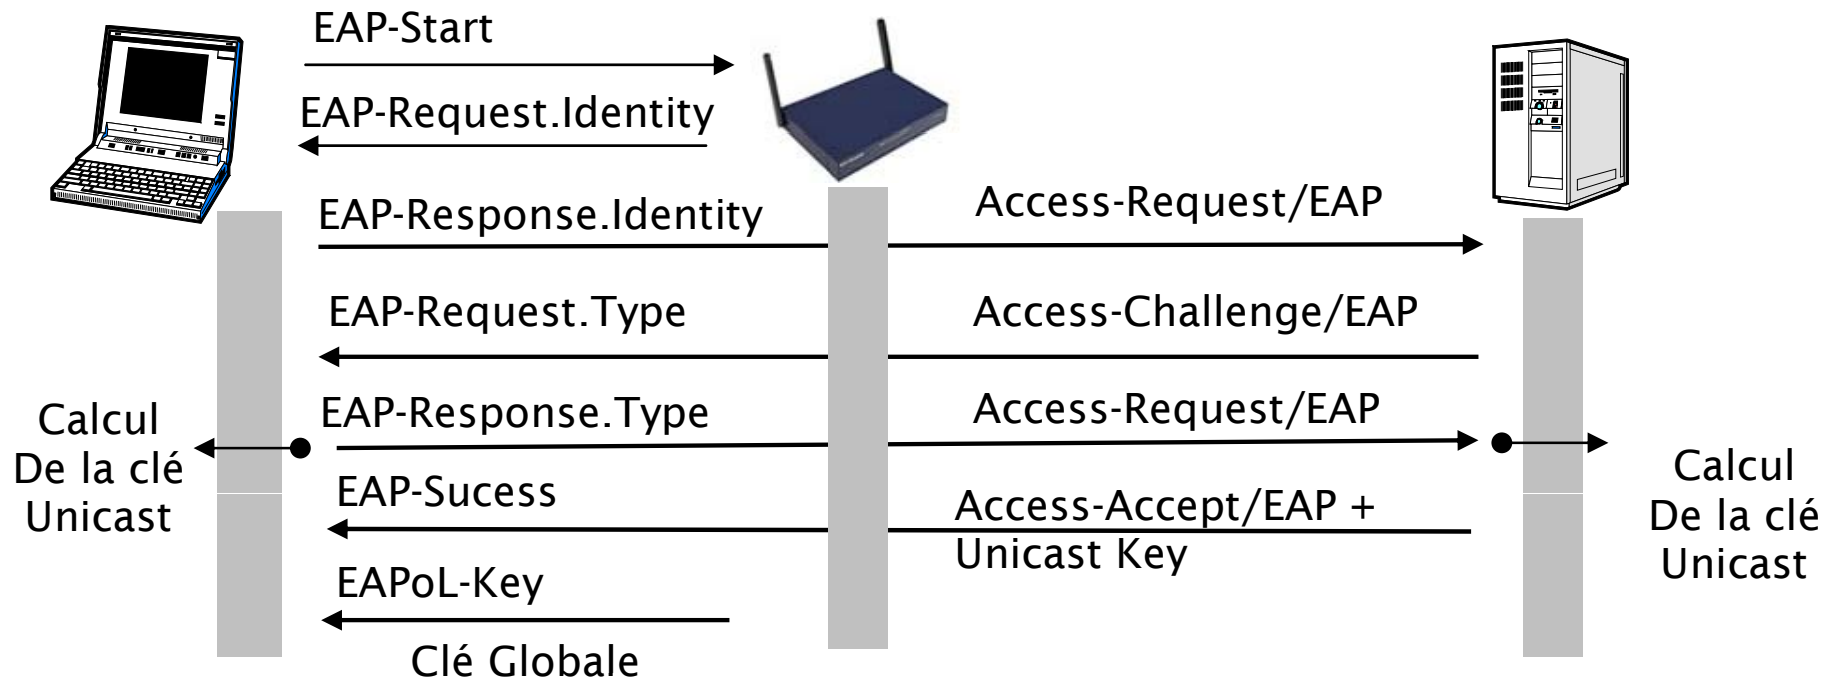 EAP-Start
EAP-Request.Identity
EAP-Response.Identity
Access-Request/EAP
EAP-Request.Type
Access-Challenge/EAP
EAP-Response.Type
Access-Request/EAP
Calcul
De la clé
Unicast
Calcul
De la clé
Unicast
EAP-Sucess
Access-Accept/EAP +
Unicast Key
EAPoL-Key
Clé Globale